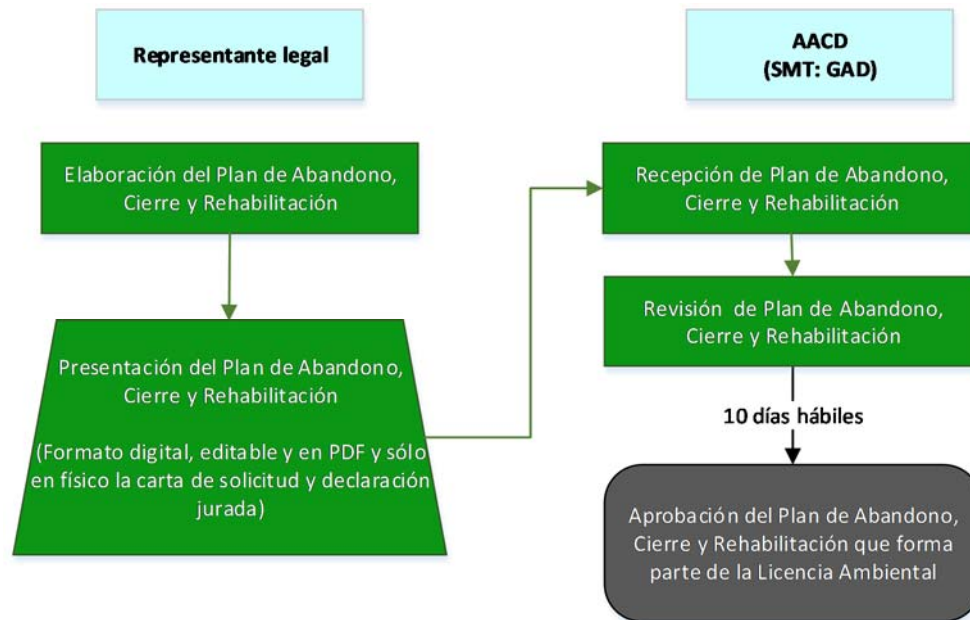 Representante legal
AACD
(SMT: GAD)
Elaboración del Plan de Abandono,
Cierre y Rehabilitación
Presentación del Plan de Abandono,
Cierre y Rehabilitación
(Formato digital, editable y en PDF y sólo
en físico la carta de solicitud y declaración
jurada)
Recepción de Plan de Abandono,
Cierre y Rehabilitación
Revisión de Plan de Abandono,
Cierre y Rehabilitación
10 días hábiles
Aprobación del Plan de Abandono,
Cierre y Rehabilitación que forma
parte de la Licencia Ambiental